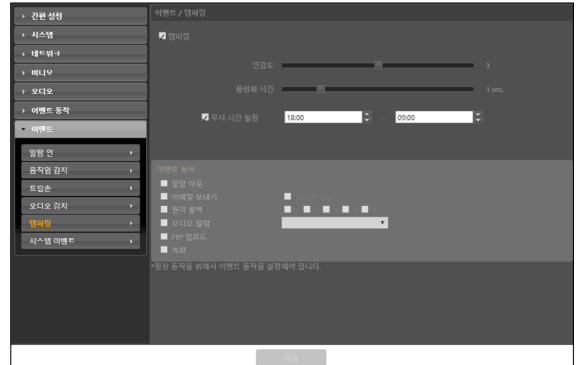 간편 설정
시스템
네트워크
비디오
오디오
이벤트 동작
이벤트
알람 인
움직임 감지
트립존
오디오 감지
탬퍼링
시스템 이벤트
이벤트 / 탬퍼링
탬퍼링
민감도 3
활성화 시간 1 sec.
무시 시간 설정 18:00 - 09:00
이벤트 동작
알람 아웃
이메일 보내기
원격 콜백
오디오 알람
FTP 업로드
녹화
*정상 동작을 위해서 이벤트 동작을 설정해야 합니다.
저장